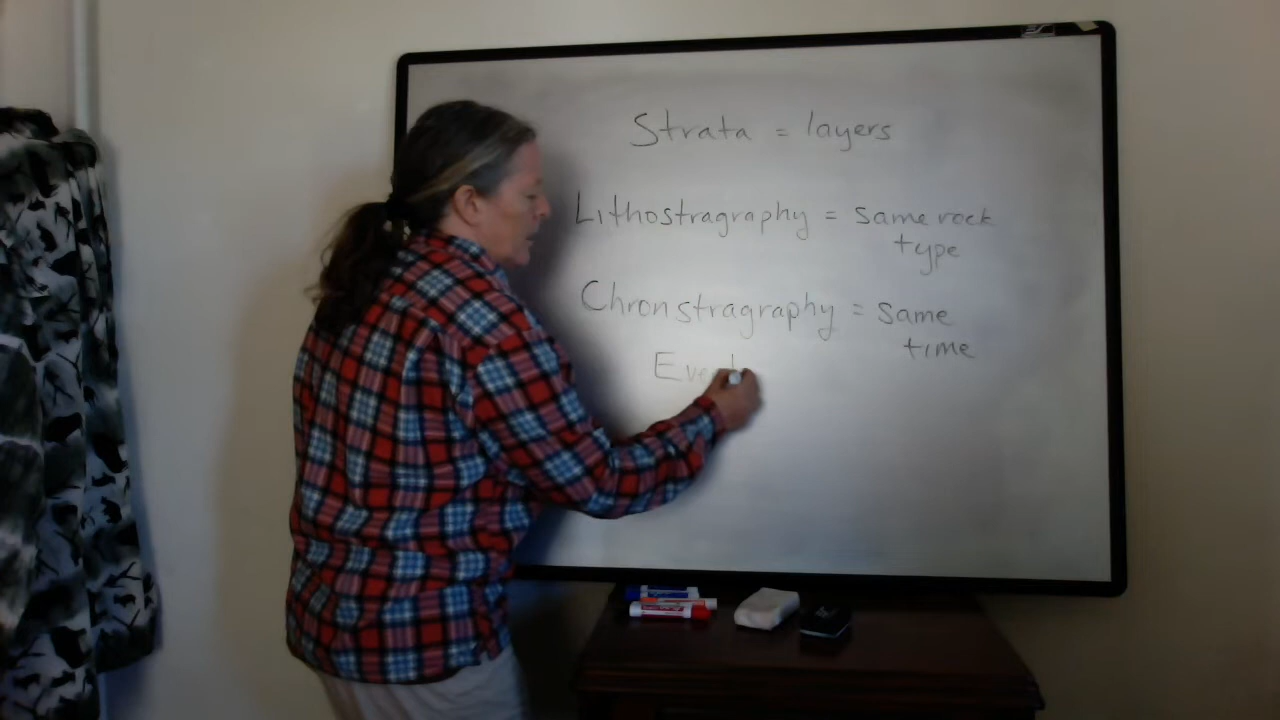 Strata = layers
Lithostragraphy = same rock
type
Chronstragraphy = same
time